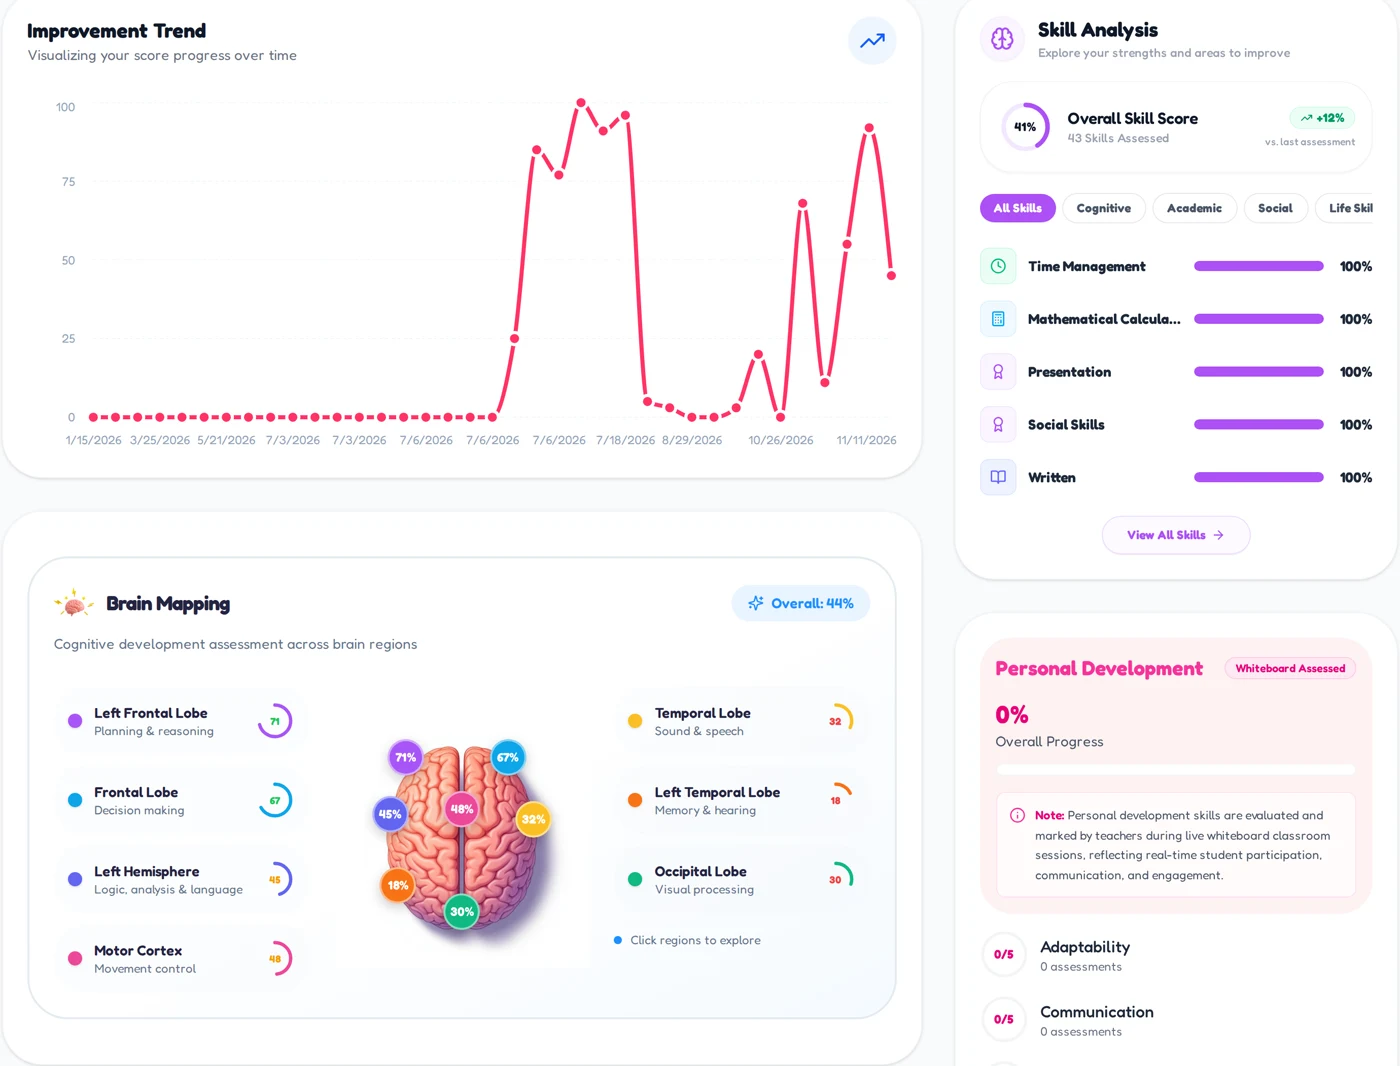 Improvement Trend
Visualizing your score progress over time
100
75
50
25
0
1/15/2026 3/25/2026 5/21/2026 7/3/2026 7/3/2026 7/6/2026 7/6/2026 7/6/2026 7/18/2026 8/29/2026 10/26/2026 11/11/2026
Brain Mapping
Overall: 44%
Cognitive development assessment across brain regions
Left Frontal Lobe
Planning & reasoning
71
Frontal Lobe
Decision making
67
Left Hemisphere
Logic, analysis & language
45
Motor Cortex
Movement control
48
71%
67%
45%
48%
32%
18%
30%
Temporal Lobe
Sound & speech
32
Left Temporal Lobe
Memory & hearing
18
Occipital Lobe
Visual processing
30
Click regions to explore
Skill Analysis
Explore your strengths and areas to improve
41%
Overall Skill Score
43 Skills Assessed
+12%
vs. last assessment
All Skills Cognitive Academic Social Life Skil
Time Management 100%
Mathematical Calcula... 100%
Presentation 100%
Social Skills 100%
Written 100%
View All Skills →
Personal Development
Whiteboard Assessed
0%
Overall Progress
Note: Personal development skills are evaluated and
marked by teachers during live whiteboard classroom
sessions, reflecting real-time student participation,
communication, and engagement.
0/5
Adaptability
0 assessments
0/5
Communication
0 assessments